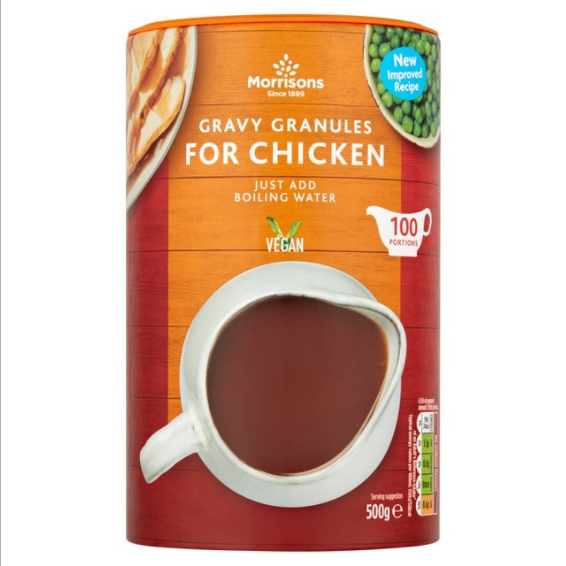 Morrisons
Since 1899
New
Improved
Recipe
GRAVY GRANULES
FOR CHICKEN
JUST ADD
BOILING WATER
VEGAN
100
PORTIONS
Serving suggestion
500g ℮